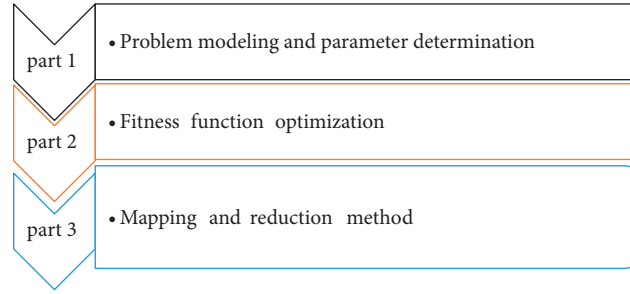 part 1
• Problem modeling and parameter determination
part 2
• Fitness function optimization
part 3
• Mapping and reduction method